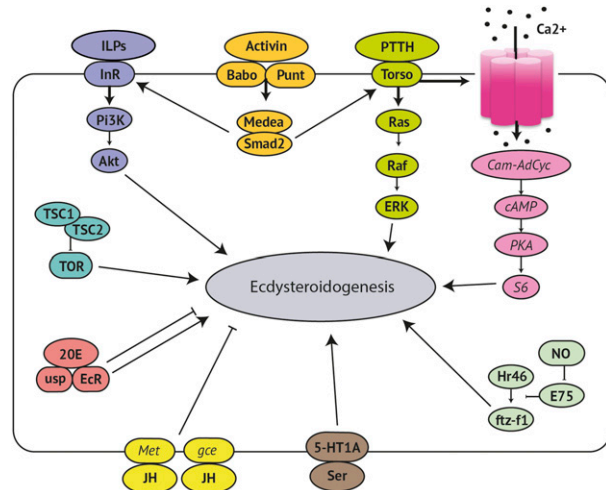 ILPs
InR
Pi3K
Akt
Activin
Babo
Punt
Medea
Smad2
PTTH
Torso
Ras
Raf
ERK
Ca2+
Cam-AdCyc
cAMP
PKA
S6
TSC1
TSC2
TOR
Ecdysteroidogenesis
20E
usp
EcR
Met
gce
JH
JH
5-HT1A
Ser
NO
Hr46
E75
ftz-f1